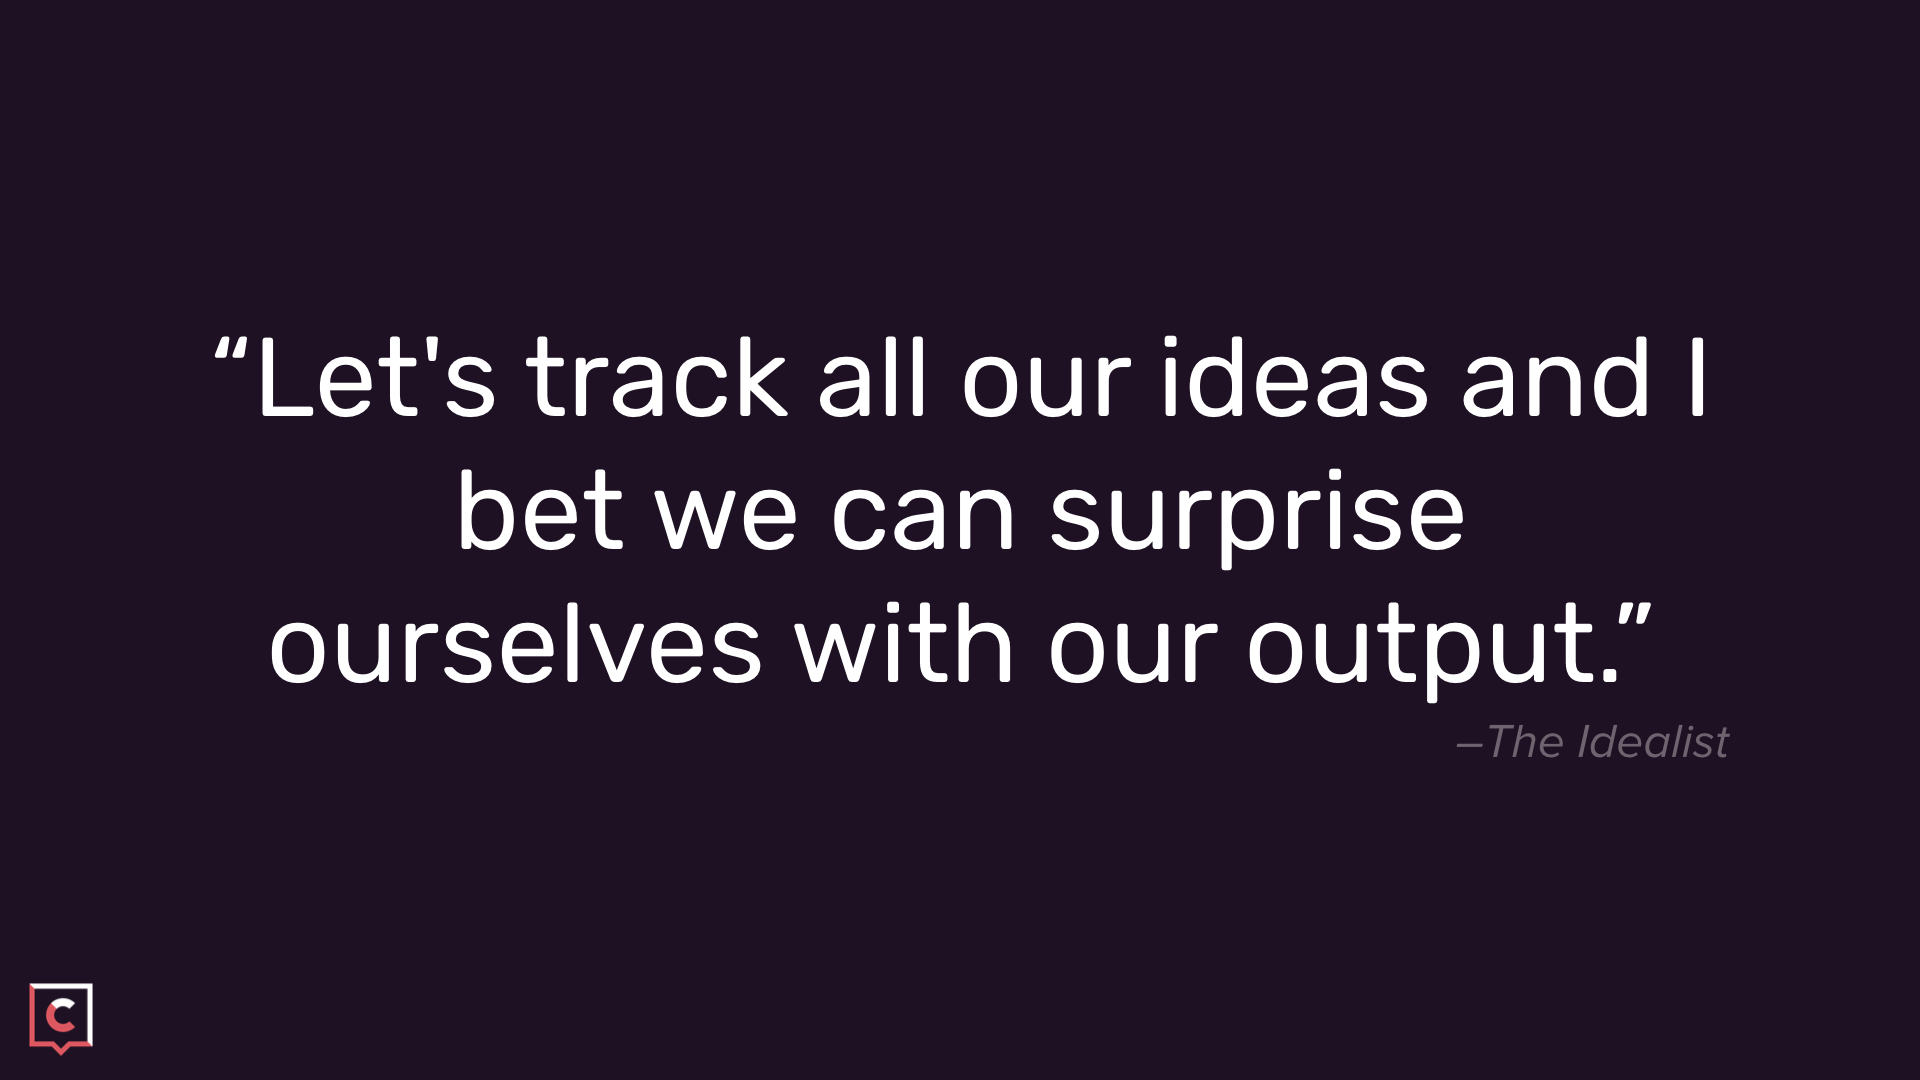 “Let's track all our ideas and I
bet we can surprise
ourselves with our output.”
–The Idealist
C